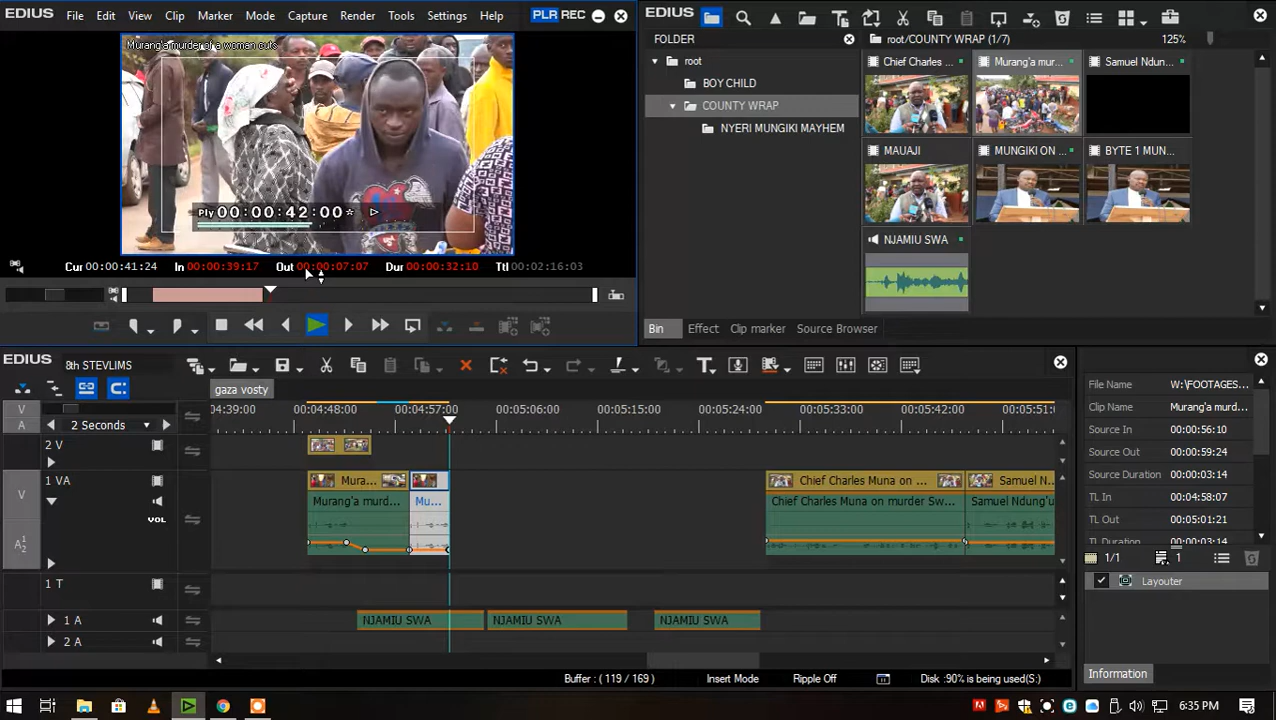 EDIUS File Edit View Clip Marker Mode Capture Render Tools Settings Help PLR REC
Murang'a murder of a woman cuts
Ply 00:00:42:00*
Cur 00:00:41:24 In 00:00:39:17 Out 00:00:07:07 Dur 00:00:32:10 Ttl 00:02:16:03
EDIUS
FOLDER
root
BOY CHILD
COUNTY WRAP
NYERI MUNGIKI MAYHEM
root/COUNTY WRAP (1/7) 125%
Chief Charles ... Murang'a mur... Samuel Ndun...
MAUAJI MUNGIKI ON ... BYTE 1 MUN...
NJAMIU SWA
Bin Effect Clip marker Source Browser
EDIUS 8th STEVLIMS
gaza vosty
V
A
2 Seconds
:04:39:00 00:04:48:00 00:04:57:00 00:05:06:00 00:05:15:00 00:05:24:00 00:05:33:00 00:05:42:00 00:05:51:0
2 V
1 VA
V
VOL
A 1 2
Mura...
Murang'a murd... Mu...
Chief Charles Muna on ... Samuel N
Chief Charles Muna on murder Sw... Samuel Ndung'u
1 T
1 A
NJAMIU SWA NJAMIU SWA NJAMIU SWA
2 A
Buffer : ( 119 / 169 ) Insert Mode Ripple Off Disk :90% is being used(S:)
File Name W:\FOOTAGES...
Clip Name Murang'a murd...
Source In 00:00:56:10
Source Out 00:00:59:24
Source Duration 00:00:03:14
TL In 00:04:58:07
TL Out 00:05:01:21
TL Duration 00:00:03:14
1/1 1
Layouter
Information
6:35 PM